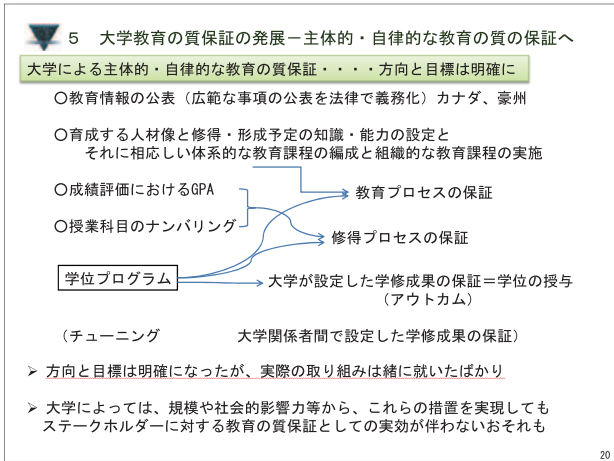 ５　大学教育の質保証の発展－主体的・自律的な教育の質の保証へ
大学による主体的・自律的な教育の質保証・・・・方向と目標は明確に
〇教育情報の公表（広範な事項の公表を法律で義務化）カナダ、豪州
〇育成する人材像と修得・形成予定の知識・能力の設定と
それに相応しい体系的な教育課程の編成と組織的な教育課程の実施
〇成績評価におけるGPA
教育プロセスの保証
〇授業科目のナンバリング
修得プロセスの保証
学位プログラム
大学が設定した学修成果の保証＝学位の授与
（アウトカム）
（チューニング　　　　　大学関係者間で設定した学修成果の保証）
➢ 方向と目標は明確になったが、実際の取り組みは緒に就いたばかり
➢ 大学によっては、規模や社会的影響力等から、これらの措置を実現しても
ステークホルダーに対する教育の質保証としての実効が伴わないおそれも
20